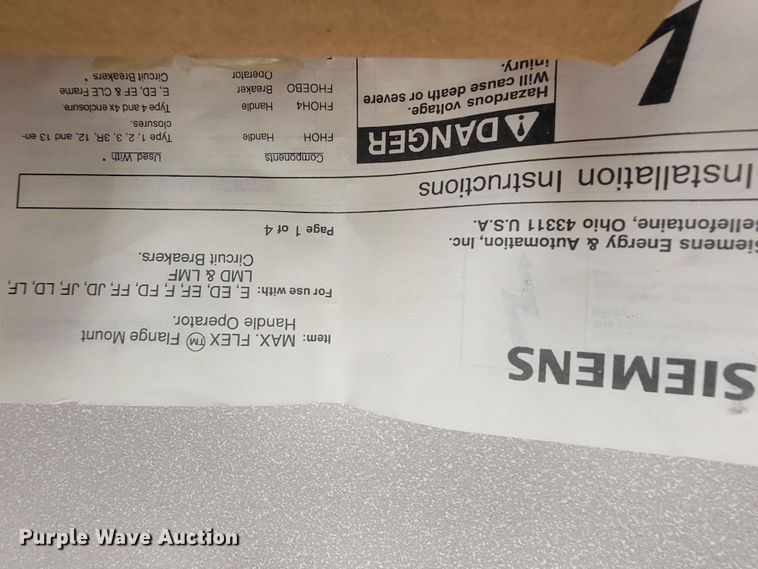 SIEMENS
Siemens Energy & Automation, Inc.
Bellefontaine, Ohio 43311 U.S.A.
Item: MAX. FLEX TM Flange Mount
Handle Operator.
For use with: E, ED, EF, F, FD, FF, JD, JF, LD, LF,
LMD & LMF
Circuit Breakers.
Page 1 of 4
Installation Instructions
DANGER
Hazardous voltage.
Will cause death or severe
injury.
Components Used With *
FHOH Handle Type 1, 2, 3, 3R, 12, and 13 en-
closures.
FHOH4 Handle Type 4 and 4x enclosure.
FHOEBO Breaker E, ED, EF & CLE Frame
Operator Circuit Breakers *
Purple Wave Auction